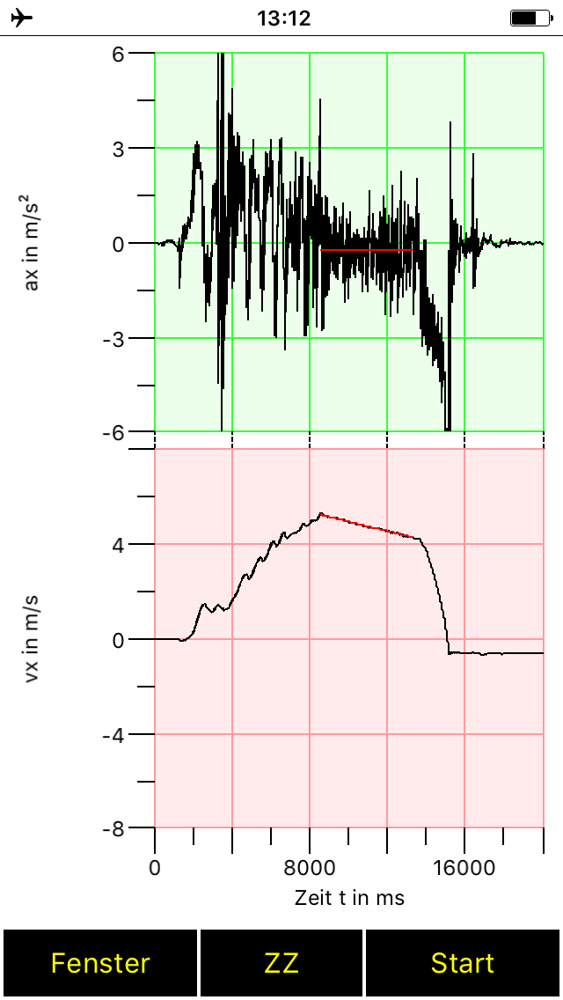 13:12
6
3
0
-3
-6
ax in m/s²
4
0
-4
-8
vx in m/s
0 8000 16000
Zeit t in ms
Fenster ZZ Start